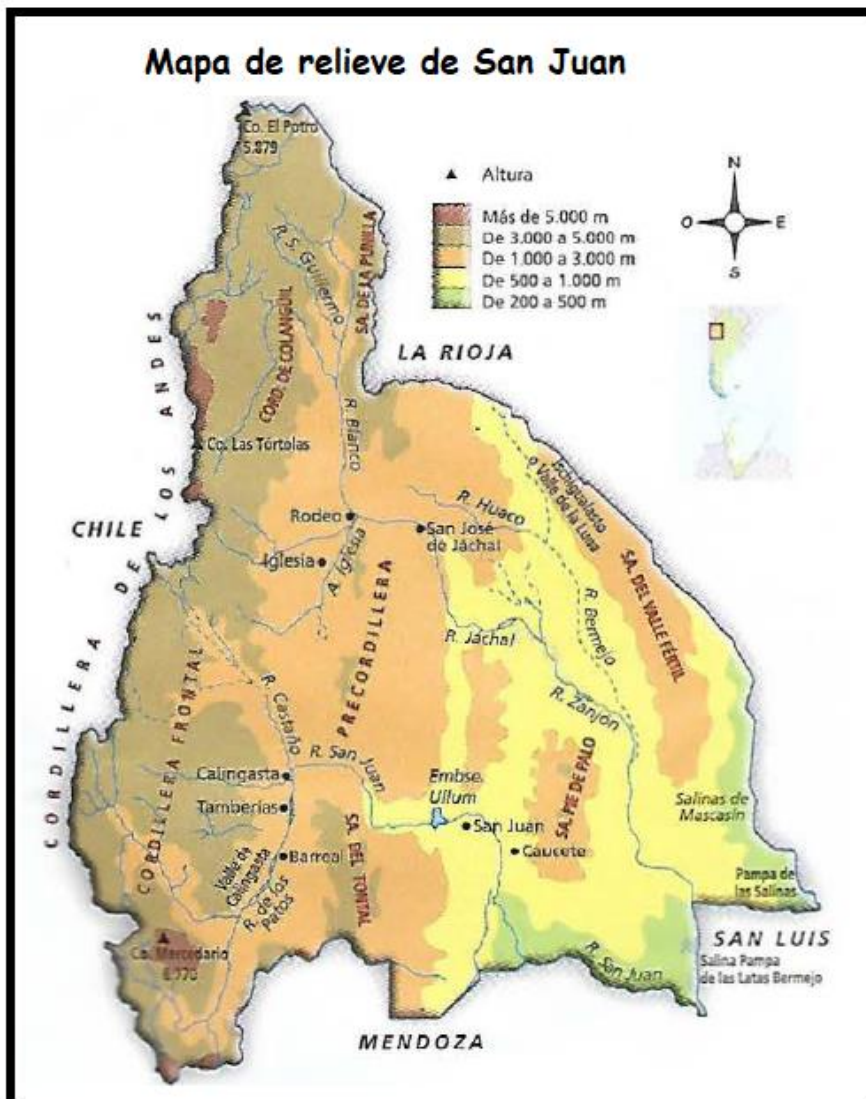 Mapa de relieve de San Juan
Co. El Potro
5.879
Altura
Más de 5.000 m
De 3.000 a 5.000 m
De 1.000 a 3.000 m
De 500 a 1.000 m
De 200 a 500 m
N
O
E
S
R. S. Guillermo
SA. DE LA PUNILLA
CORD. DE COLANGUIL
LA RIOJA
R. Blanco
Co. Las Tórtolas
CORDILLERA DE LOS ANDES
CHILE
Rodeo
Iglesia
A. Iglesia
San José
de Jáchal
R. Huaco
Ischigualasto
o Valle de la Luna
SA. DEL VALLE FÉRTIL
R. Bermejo
R. Jáchal
R. Zanjón
PRECORDILLERA
CORDILLERA FRONTAL
R. Castaño
R. San Juan
Calingasta
Tamberías
Barreal
Valle de
Calingasta
R. de los
Patos
SA. DEL TONTAL
Embse.
Ullum
San Juan
Caucete
SA. PIE DE PALO
Salinas de
Mascasín
Pampa de
las Salinas
Co. Mercedario
6.770
R. San Juan
SAN LUIS
Salina Pampa
de las Latas Bermejo
MENDOZA